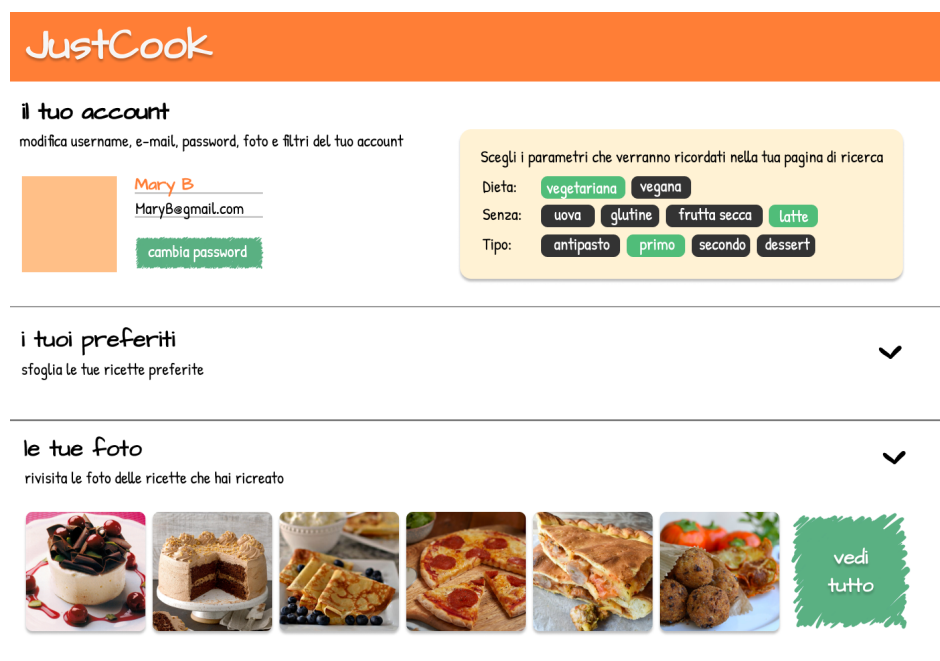 JustCook
il tuo account
modifica username, e-mail, password, foto e filtri del tuo account
Mary B
MaryB@gmail.com
cambia password
Scegli i parametri che verranno ricordati nella tua pagina di ricerca
Dieta: vegetariana vegana
Senza: uova glutine frutta secca latte
Tipo: antipasto primo secondo dessert
i tuoi preferiti
sfoglia le tue ricette preferite
le tue foto
rivisita le foto delle ricette che hai ricreato
vedi
tutto